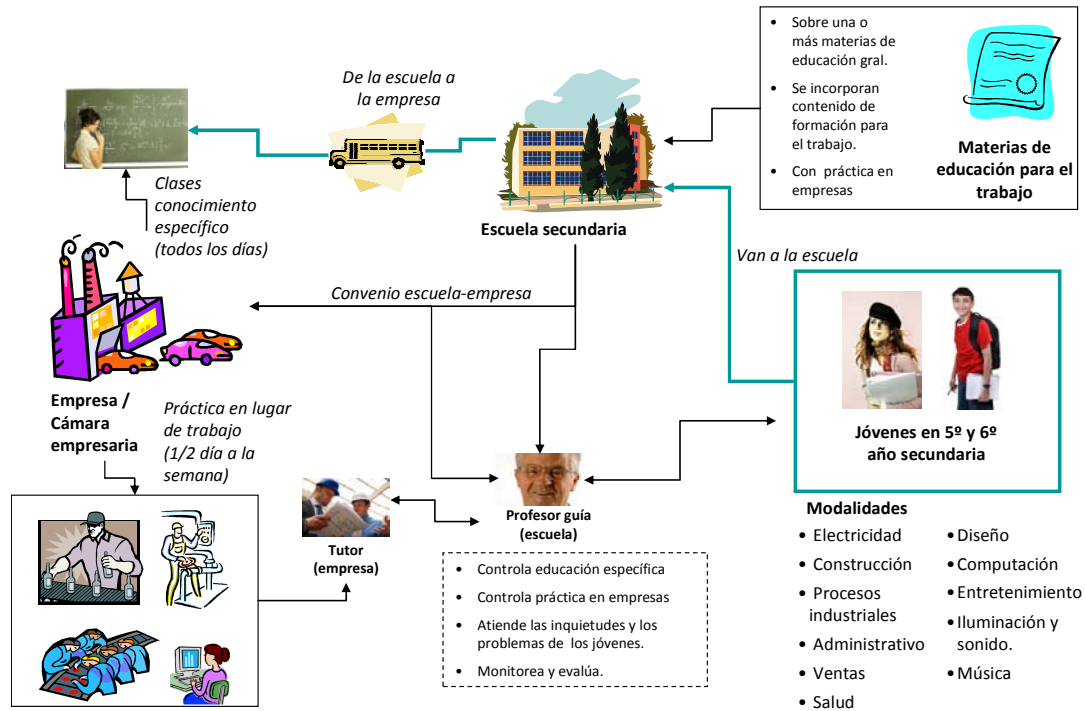 • Sobre una o
más materias de
educación gral.
• Se incorporan
contenido de
formación para
el trabajo.
• Con práctica en
empresas
Materias de
educación para el
trabajo
De la escuela a
la empresa
Escuela secundaria
Clases
conocimiento
específico
(todos los días)
Van a la escuela
Convenio escuela-empresa
Empresa /
Cámara
empresaria
Práctica en lugar
de trabajo
(1/2 día a la
semana)
Jóvenes en 5º y 6º
año secundaria
Tutor
(empresa)
Profesor guía
(escuela)
• Controla educación específica
• Controla práctica en empresas
• Atiende las inquietudes y los
problemas de los jóvenes.
• Monitorea y evalúa.
Modalidades
• Electricidad
• Construcción
• Procesos
industriales
• Administrativo
• Ventas
• Salud
• Diseño
• Computación
• Entretenimiento
• Iluminación y
sonido.
• Música